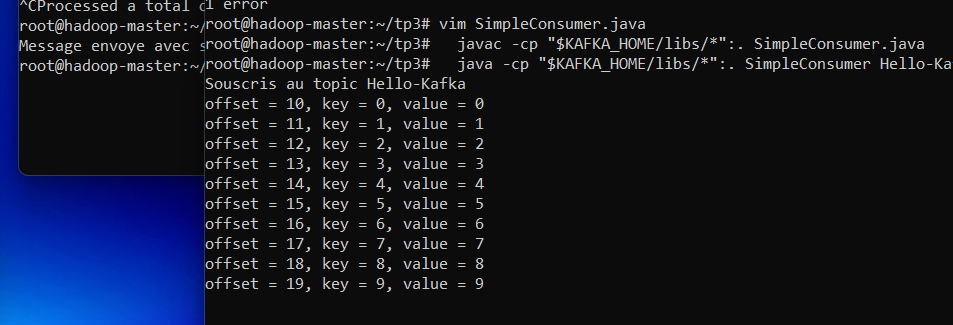 ^CProcessed a total
root@hadoop-master:~/
Message envoye avec
root@hadoop-master:~/
1 error
root@hadoop-master:~/tp3# vim SimpleConsumer.java
root@hadoop-master:~/tp3#   javac -cp "$KAFKA_HOME/libs/*":. SimpleConsumer.java
root@hadoop-master:~/tp3#   java -cp "$KAFKA_HOME/libs/*":. SimpleConsumer Hello-Ka
Souscris au topic Hello-Kafka
offset = 10, key = 0, value = 0
offset = 11, key = 1, value = 1
offset = 12, key = 2, value = 2
offset = 13, key = 3, value = 3
offset = 14, key = 4, value = 4
offset = 15, key = 5, value = 5
offset = 16, key = 6, value = 6
offset = 17, key = 7, value = 7
offset = 18, key = 8, value = 8
offset = 19, key = 9, value = 9